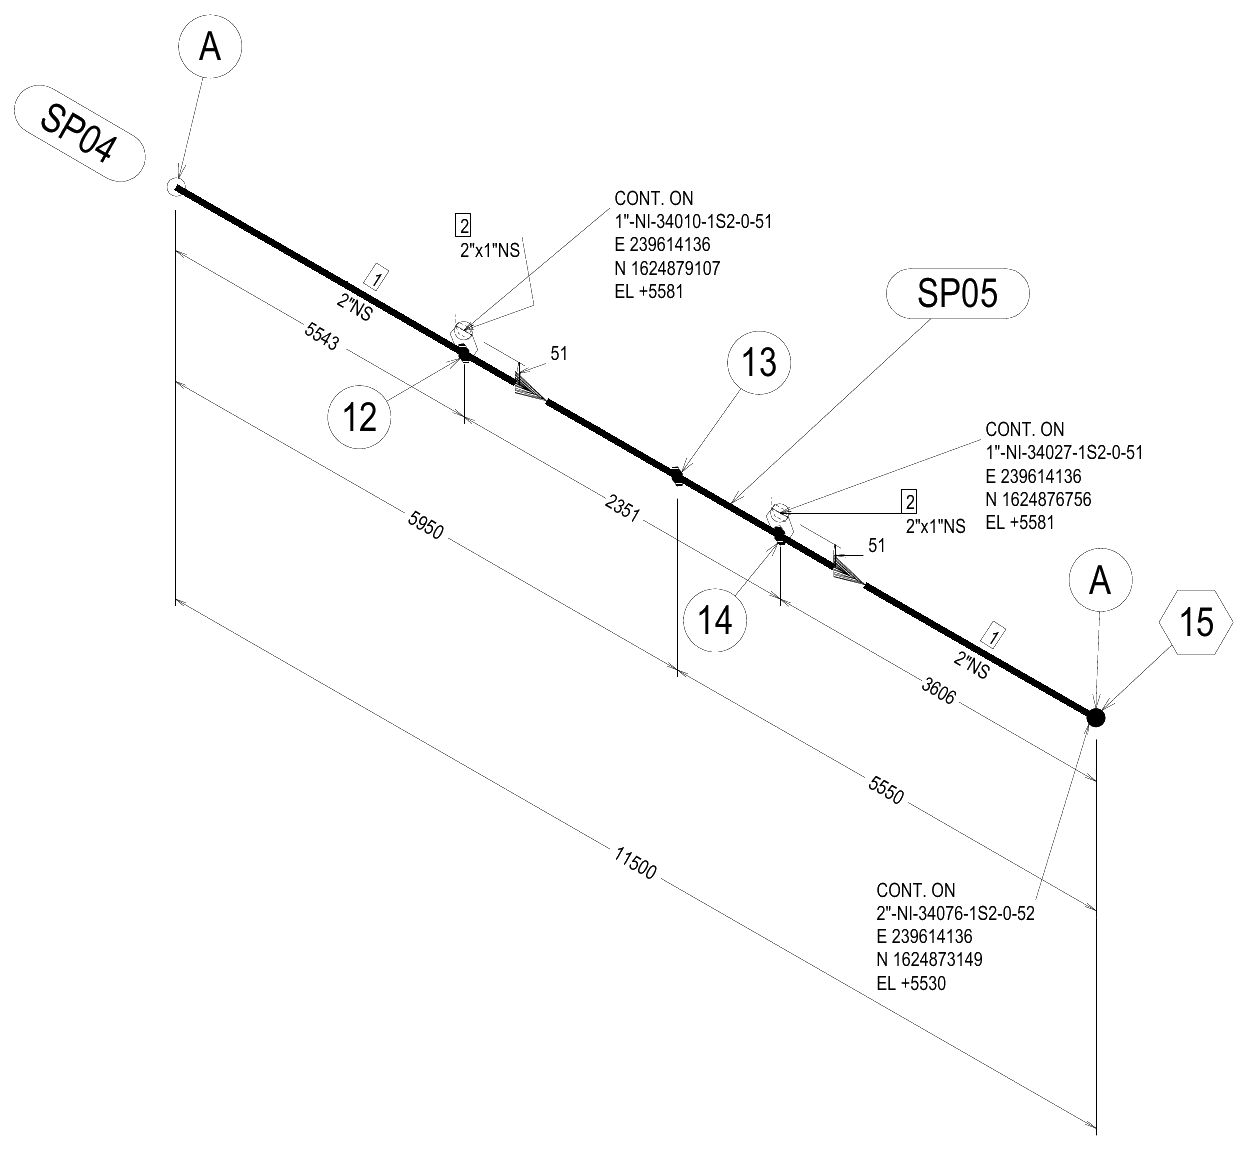 A
SP04
CONT. ON
1"-NI-34010-1S2-0-51
E 239614136
N 1624879107
EL +5581
2
2"x1"NS
1
2"NS
SP05
5543
51
13
12
CONT. ON
1"-NI-34027-1S2-0-51
E 239614136
N 1624876756
EL +5581
2
2"x1"NS
2351
5950
51
A
14
15
1
2"NS
3606
5550
11500
CONT. ON
2"-NI-34076-1S2-0-52
E 239614136
N 1624873149
EL +5530